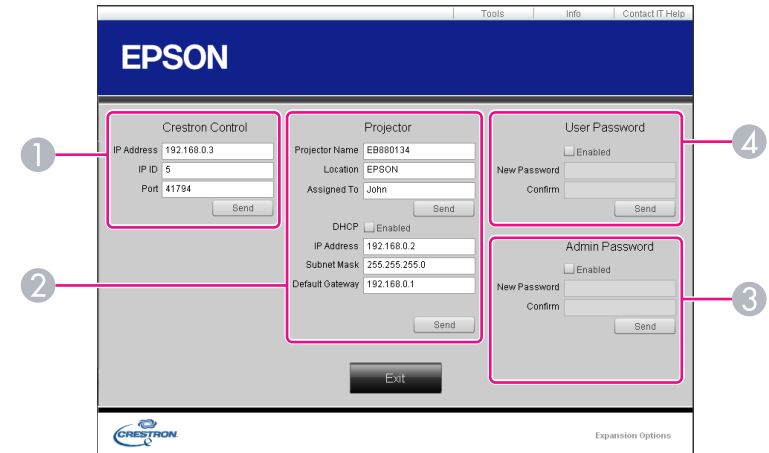 Tools Info Contact IT Help
EPSON
1
Crestron Control
IP Address 192.168.0.3
IP ID 5
Port 41794
Send
2
Projector
Projector Name EB880134
Location EPSON
Assigned To John
Send
DHCP Enabled
IP Address 192.168.0.2
Subnet Mask 255.255.255.0
Default Gateway 192.168.0.1
Send
4
User Password
Enabled
New Password
Confirm
Send
3
Admin Password
Enabled
New Password
Confirm
Send
Exit
CRESTRON
Expansion Options